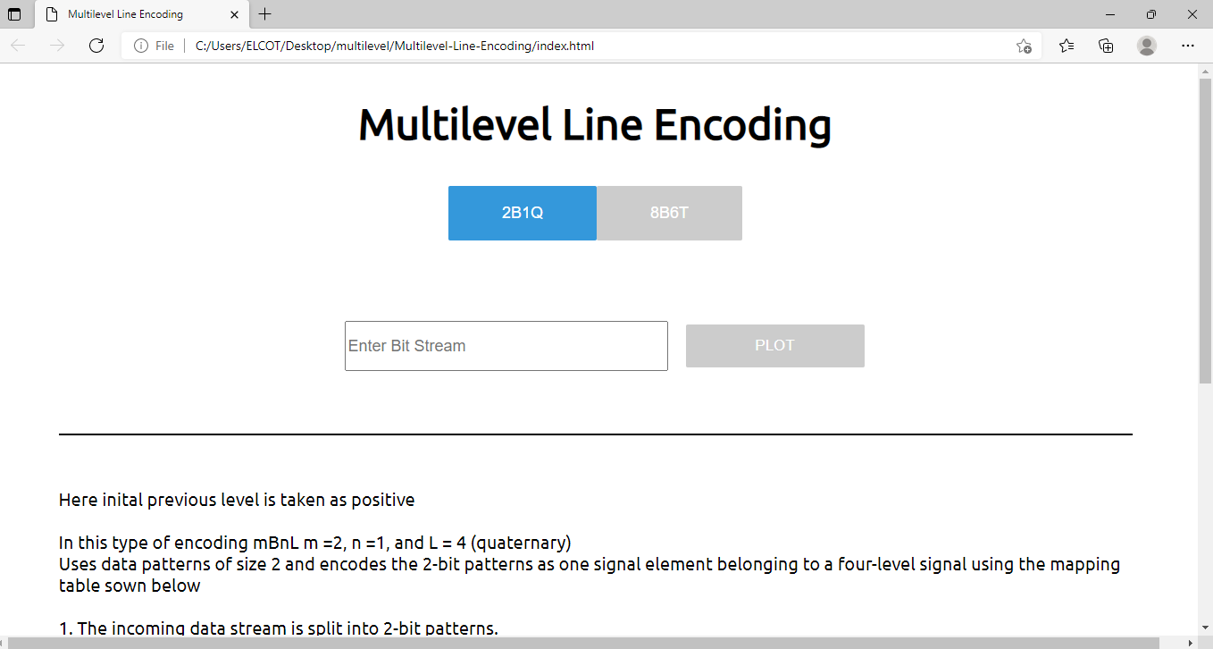 Multilevel Line Encoding
File C:/Users/ELCOT/Desktop/multilevel/Multilevel-Line-Encoding/index.html
Multilevel Line Encoding
2B1Q 8B6T
Enter Bit Stream PLOT
Here inital previous level is taken as positive
In this type of encoding mBnL m =2, n =1, and L = 4 (quaternary)
Uses data patterns of size 2 and encodes the 2-bit patterns as one signal element belonging to a four-level signal using the mapping
table sown below
1. The incoming data stream is split into 2-bit patterns.